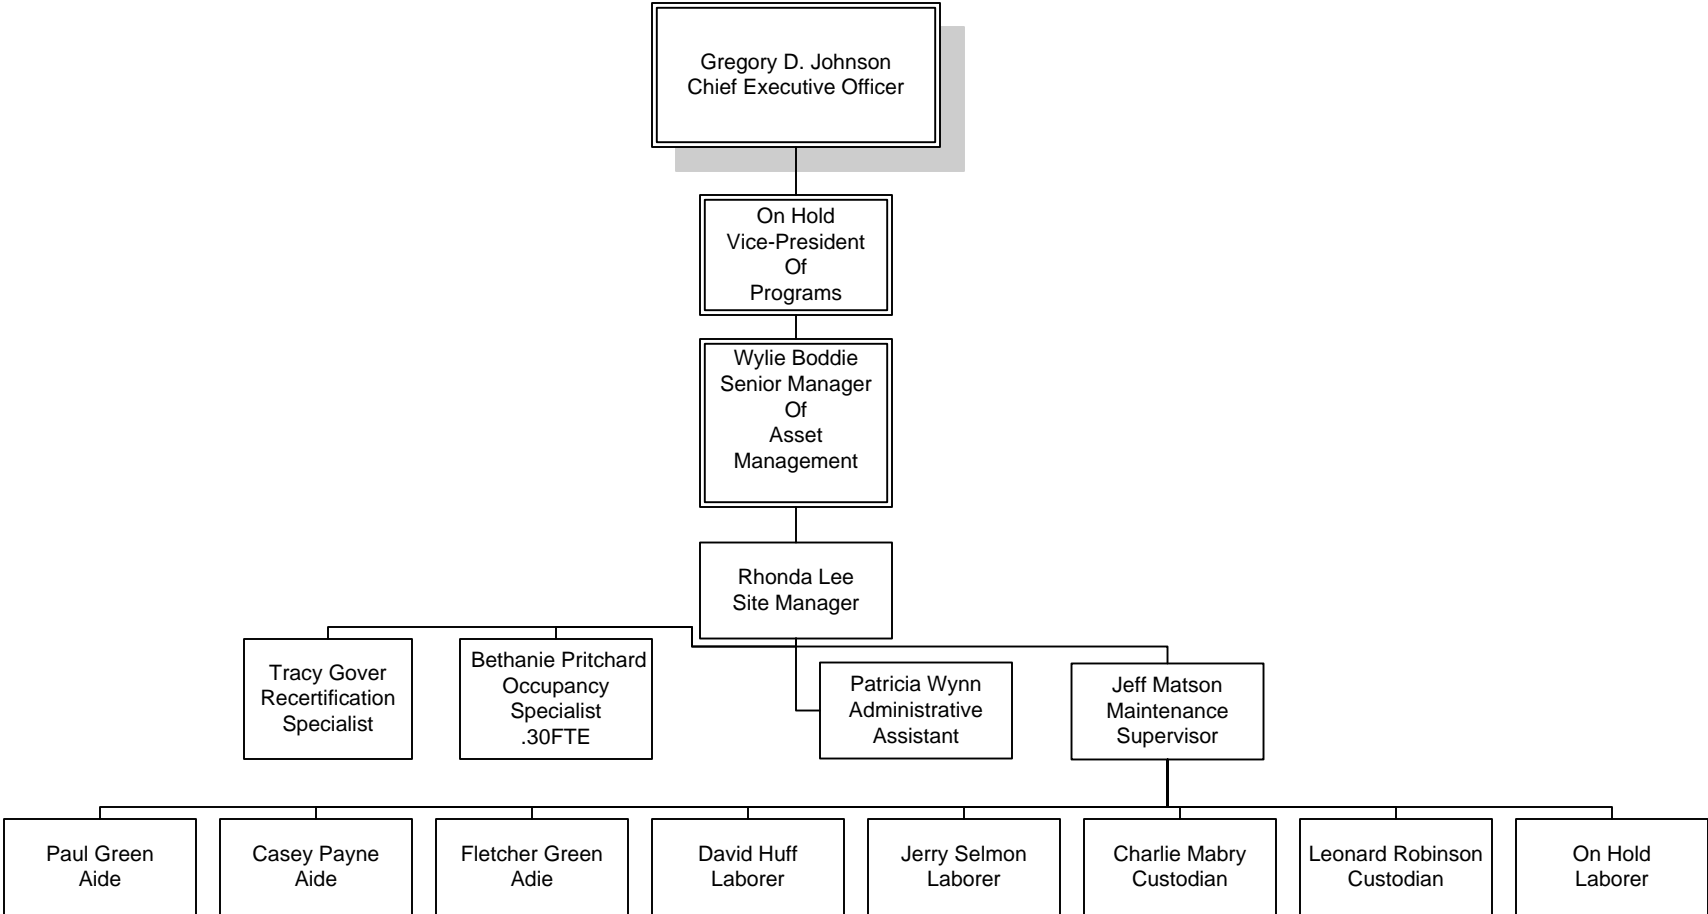 Gregory D. Johnson
Chief Executive Officer
On Hold
Vice-President
Of
Programs
Wylie Boddie
Senior Manager
Of
Asset
Management
Rhonda Lee
Site Manager
Tracy Gover
Recertification
Specialist
Bethanie Pritchard
Occupancy
Specialist
.30FTE
Patricia Wynn
Administrative
Assistant
Jeff Matson
Maintenance
Supervisor
Paul Green
Aide
Casey Payne
Aide
Fletcher Green
Adie
David Huff
Laborer
Jerry Selmon
Laborer
Charlie Mabry
Custodian
Leonard Robinson
Custodian
On Hold
Laborer